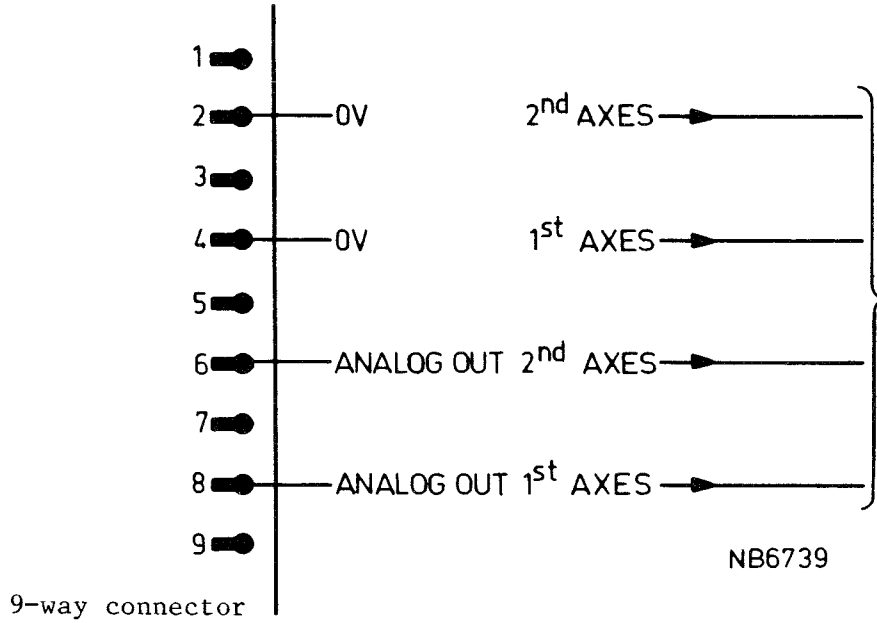 1
2 0V 2nd AXES
3
4 0V 1st AXES
5
6 ANALOG OUT 2nd AXES
7
8 ANALOG OUT 1st AXES
9
NB6739
9-way connector